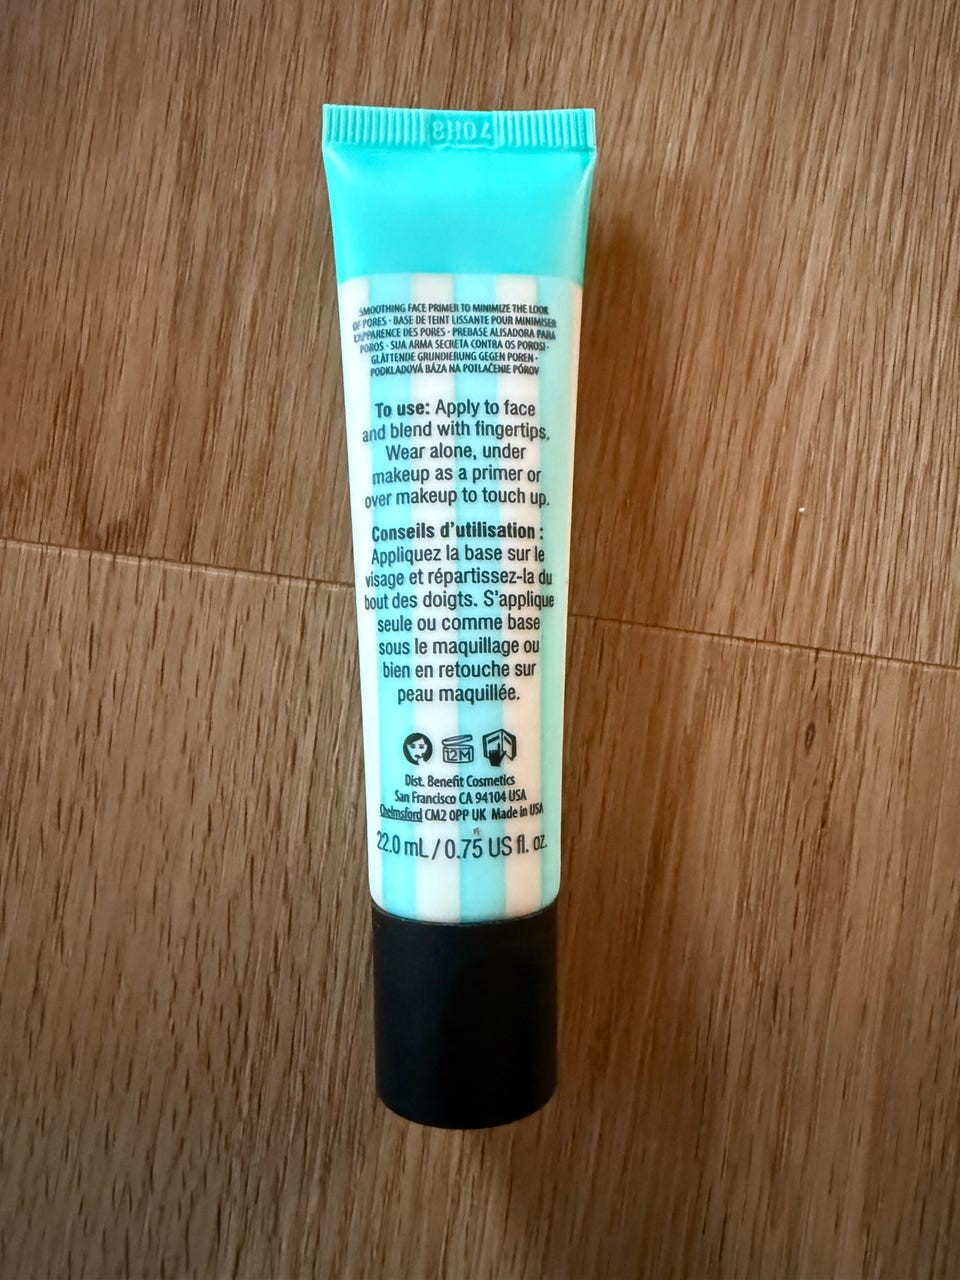 SMOOTHING FACE PRIMER TO MINIMIZE THE LOOK
OF PORES · BASE DE TEINT LISSANTE POUR MINIMISER
L'APPARENCE DES PORES · PREBASE ALISADORA PARA
POROS · SUA ARMA SECRETA CONTRA OS POROS! ·
GLÄTTENDE GRUNDIERUNG GEGEN POREN ·
PODKLADOVÁ BÁZA NA POTLAČENIE PÓROV
To use: Apply to face
and blend with fingertips.
Wear alone, under
makeup as a primer or
over makeup to touch up.
Conseils d'utilisation :
Appliquez la base sur le
visage et répartissez-la du
bout des doigts. S'applique
seule ou comme base
sous le maquillage ou
bien en retouche sur
peau maquillée.
12M
Dist. Benefit Cosmetics
San Francisco CA 94104 USA
Chelmsford CM2 0PP UK Made in USA
22.0 mL / 0.75 US fl. oz.